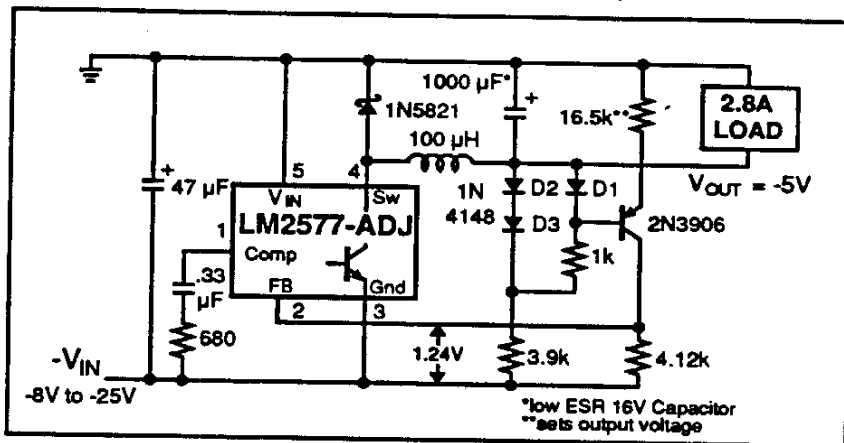 1000 µF*
+
1N5821
16.5k**
2.8A
LOAD
100 µH
+
47 µF
5
4
VIN
Sw
LM2577-ADJ
1
Comp
.33
µF
FB
Gnd
2
3
680
1N
4148
D2
D1
D3
1k
VOUT = -5V
2N3906
1.24V
3.9k
4.12k
-VIN
-8V to -25V
*low ESR 16V Capacitor
**sets output voltage